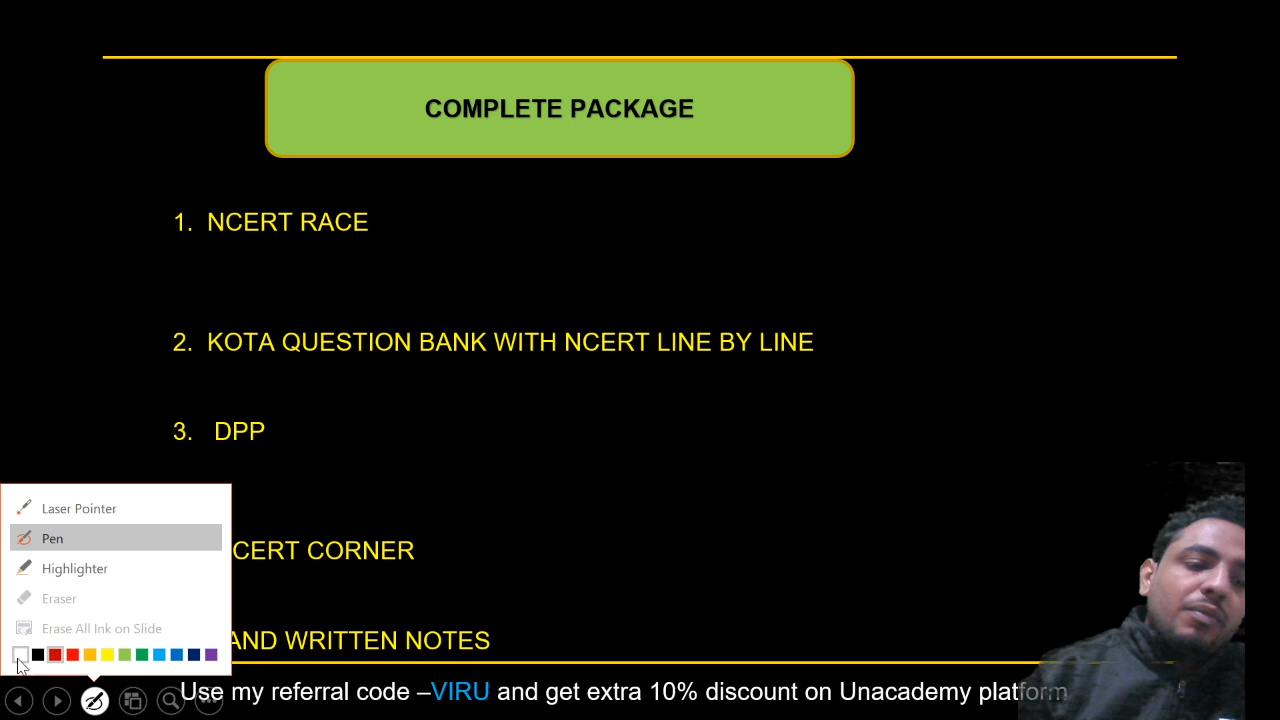 COMPLETE PACKAGE
1. NCERT RACE
2. KOTA QUESTION BANK WITH NCERT LINE BY LINE
3. DPP
CERT CORNER
AND WRITTEN NOTES
Laser Pointer
Pen
Highlighter
Eraser
Erase All Ink on Slide
Use my referral code –VIRU and get extra 10% discount on Unacademy platform